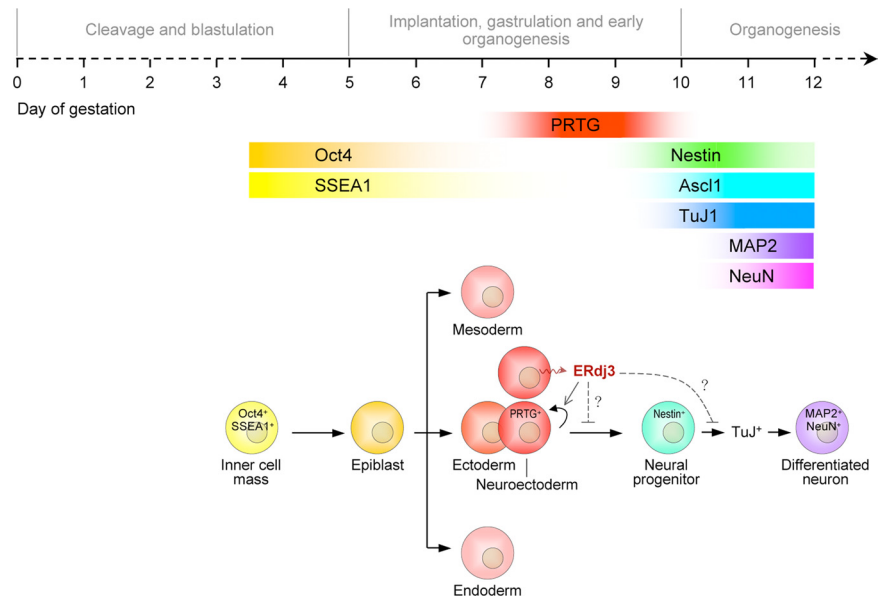 Cleavage and blastulation
Implantation, gastrulation and early
organogenesis
Organogenesis
0 1 2 3 4 5 6 7 8 9 10 11 12
Day of gestation
PRTG
Oct4
Nestin
SSEA1
Ascl1
TuJ1
MAP2
NeuN
Mesoderm
ERdj3
?
?
Oct4+
SSEA1+
PRTG+
Nestin+
TuJ+
MAP2+
NeuN+
Inner cell
mass
Epiblast
Ectoderm
Neuroectoderm
Neural
progenitor
Differentiated
neuron
Endoderm